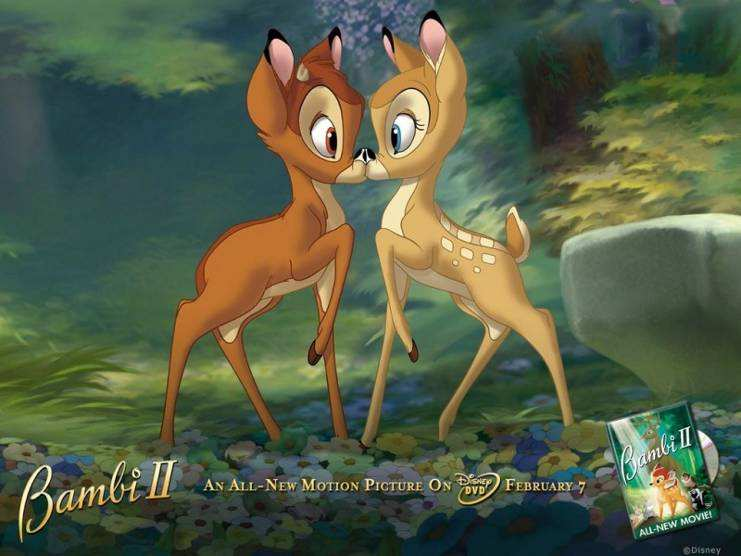 Bambi II
AN ALL-NEW MOTION PICTURE ON Disney DVD FEBRUARY 7
Bambi II
ALL-NEW MOVIE!
©Disney